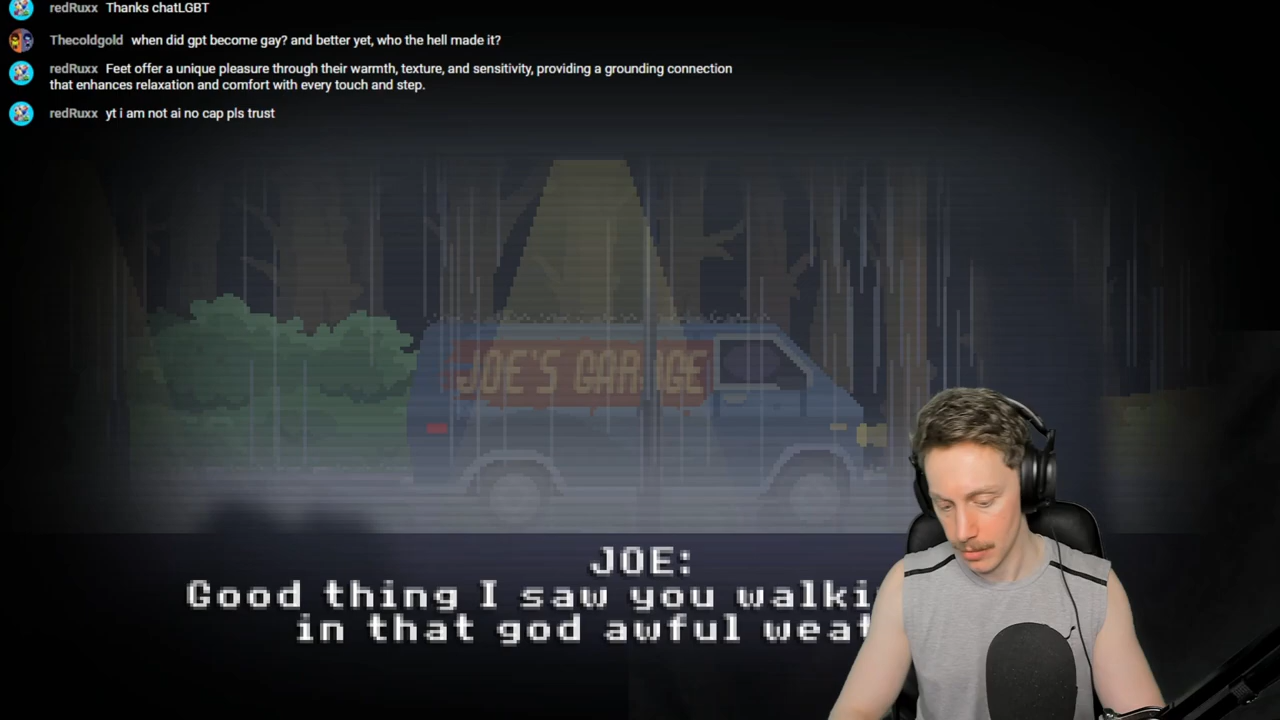 redRuxx Thanks chatLGBT
Thecoldgold when did gpt become gay? and better yet, who the hell made it?
redRuxx Feet offer a unique pleasure through their warmth, texture, and sensitivity, providing a grounding connection
that enhances relaxation and comfort with every touch and step.
redRuxx yt i am not ai no cap pls trust
JOE'S GARAGE
JOE:
Good thing I saw you walki
in that god awful weat